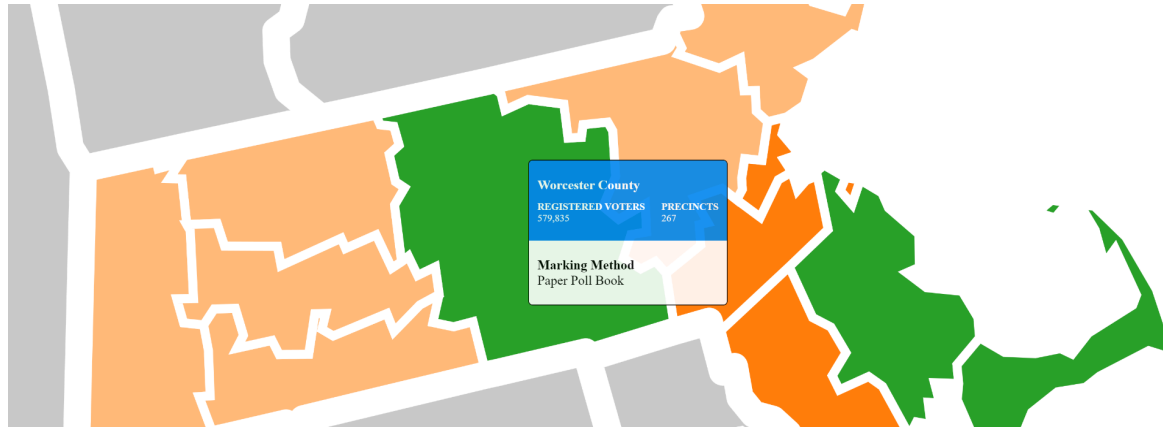 Worcester County
REGISTERED VOTERS PRECINCTS
579,835 267
Marking Method
Paper Poll Book